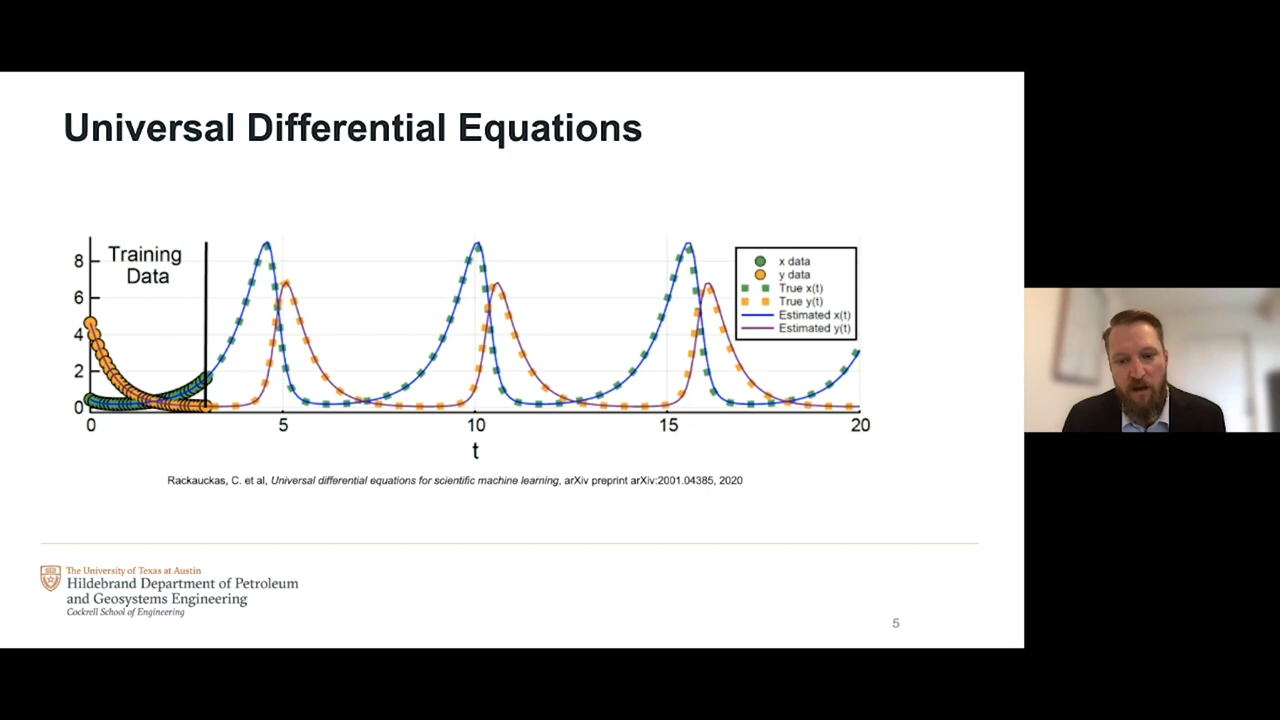 Universal Differential Equations
Training
Data
8
6
4
2
0
0 5 10 15 20
t
x data
y data
True x(t)
True y(t)
Estimated x(t)
Estimated y(t)
Rackauckas, C. et al, Universal differential equations for scientific machine learning, arXiv preprint arXiv:2001.04385, 2020
The University of Texas at Austin
Hildebrand Department of Petroleum
and Geosystems Engineering
Cockrell School of Engineering
5